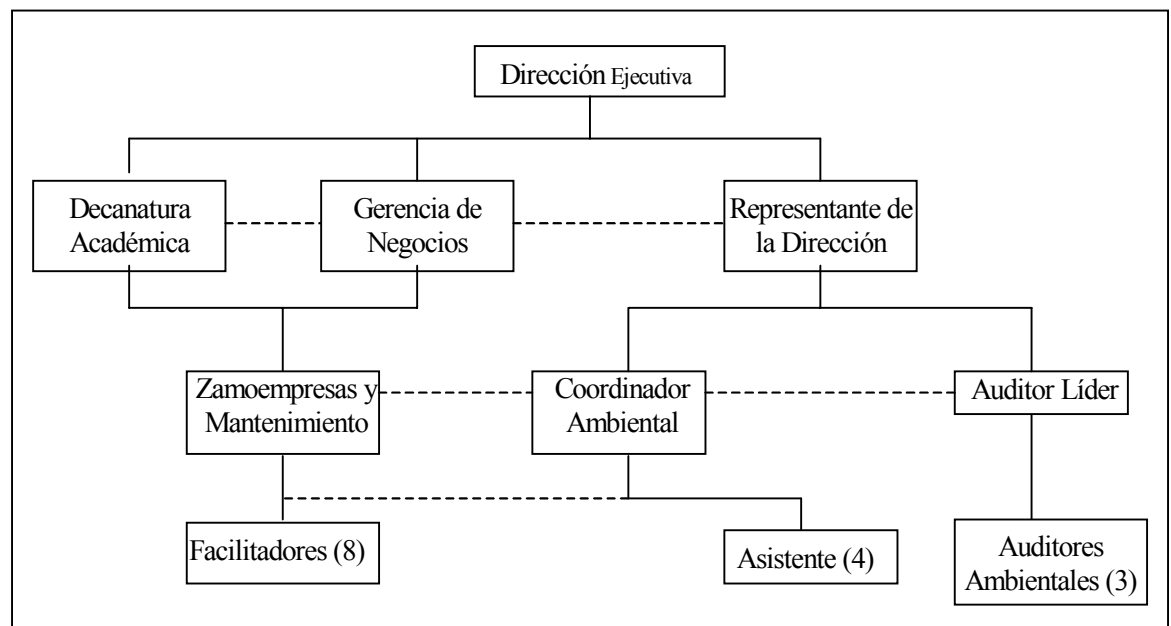 Dirección Ejecutiva
Decanatura
Académica
Gerencia de
Negocios
Representante de
la Dirección
Zamoempresas y
Mantenimiento
Coordinador
Ambiental
Auditor Líder
Facilitadores (8)
Asistente (4)
Auditores
Ambientales (3)